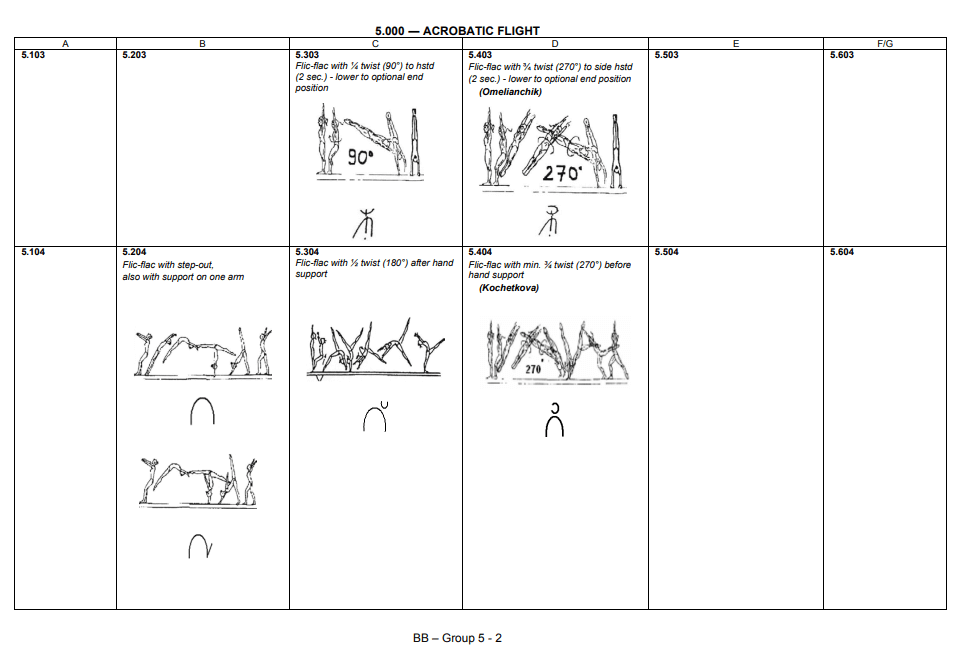 5.000 — ACROBATIC FLIGHT
A B C D E F/G
5.103 5.203 5.303 5.403 5.503 5.603
Flic-flac with ¼ twist (90°) to hstd
(2 sec.) - lower to optional end
position
90°
Flic-flac with ¾ twist (270°) to side hstd
(2 sec.) - lower to optional end position
(Omelianchik)
270°
5.104 5.204 5.304 5.404 5.504 5.604
Flic-flac with step-out,
also with support on one arm
Flic-flac with ½ twist (180°) after hand
support
Flic-flac with min. ¾ twist (270°) before
hand support
(Kochetkova)
270°
BB – Group 5 - 2